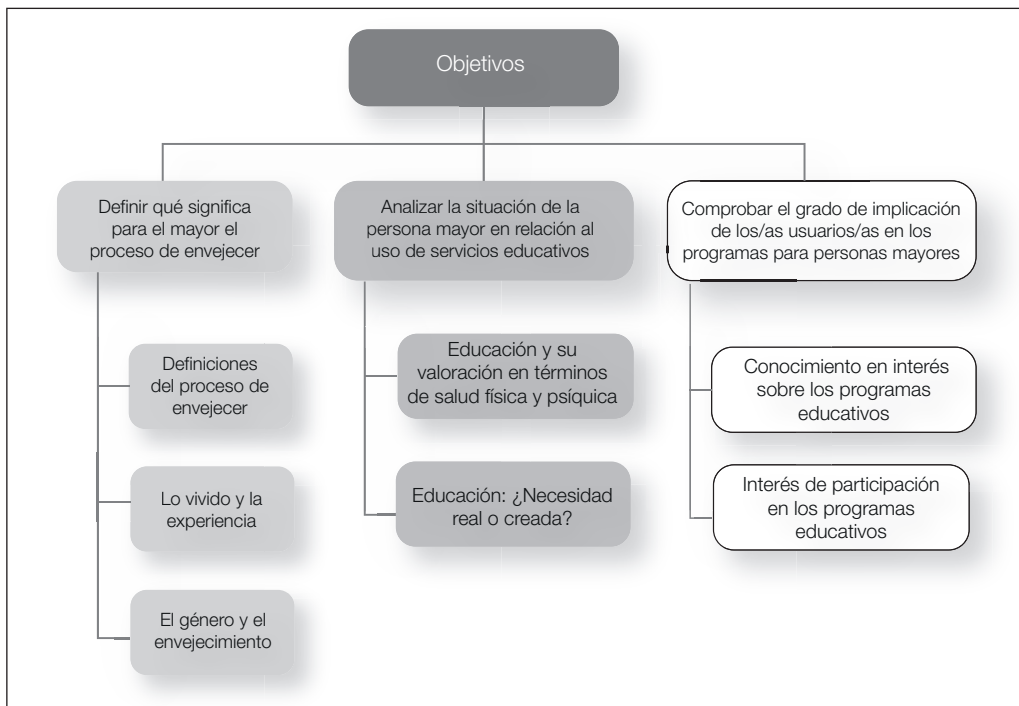 Objetivos
Definir qué significa
para el mayor el
proceso de envejecer
Definiciones
del proceso de
envejecer
Lo vivido y la
experiencia
El género y el
envejecimiento
Analizar la situación de la
persona mayor en relación al
uso de servicios educativos
Educación y su
valoración en términos
de salud física y psíquica
Educación: ¿Necesidad
real o creada?
Comprobar el grado de implicación
de los/as usuarios/as en los
programas para personas mayores
Conocimiento en interés
sobre los programas
educativos
Interés de participación
en los programas
educativos